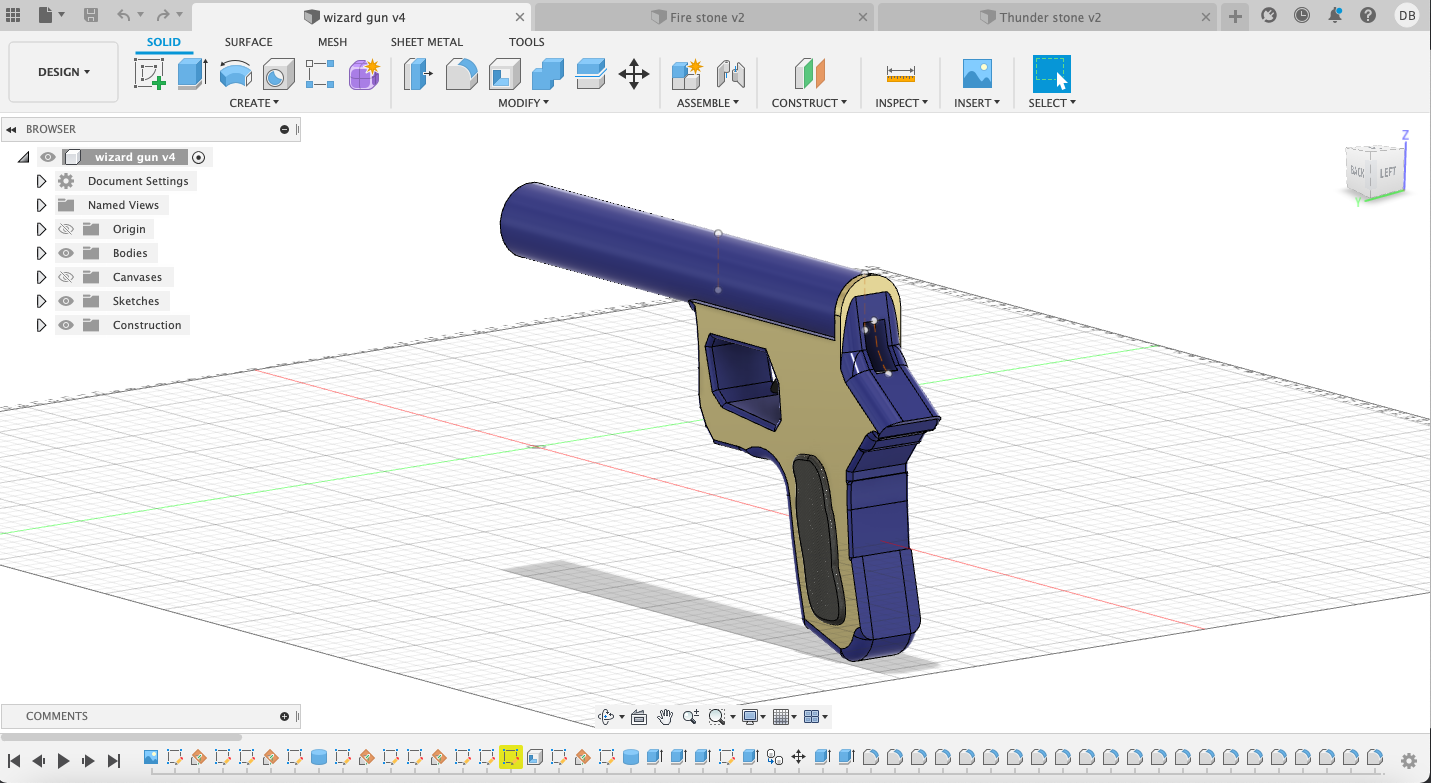 wizard gun v4
Fire stone v2
Thunder stone v2
DB
SOLID
SURFACE
MESH
SHEET METAL
TOOLS
DESIGN
CREATE
MODIFY
ASSEMBLE
CONSTRUCT
INSPECT
INSERT
SELECT
BROWSER
wizard gun v4
Document Settings
Named Views
Origin
Bodies
Canvases
Sketches
Construction
Z
BACK
LEFT
Y
COMMENTS